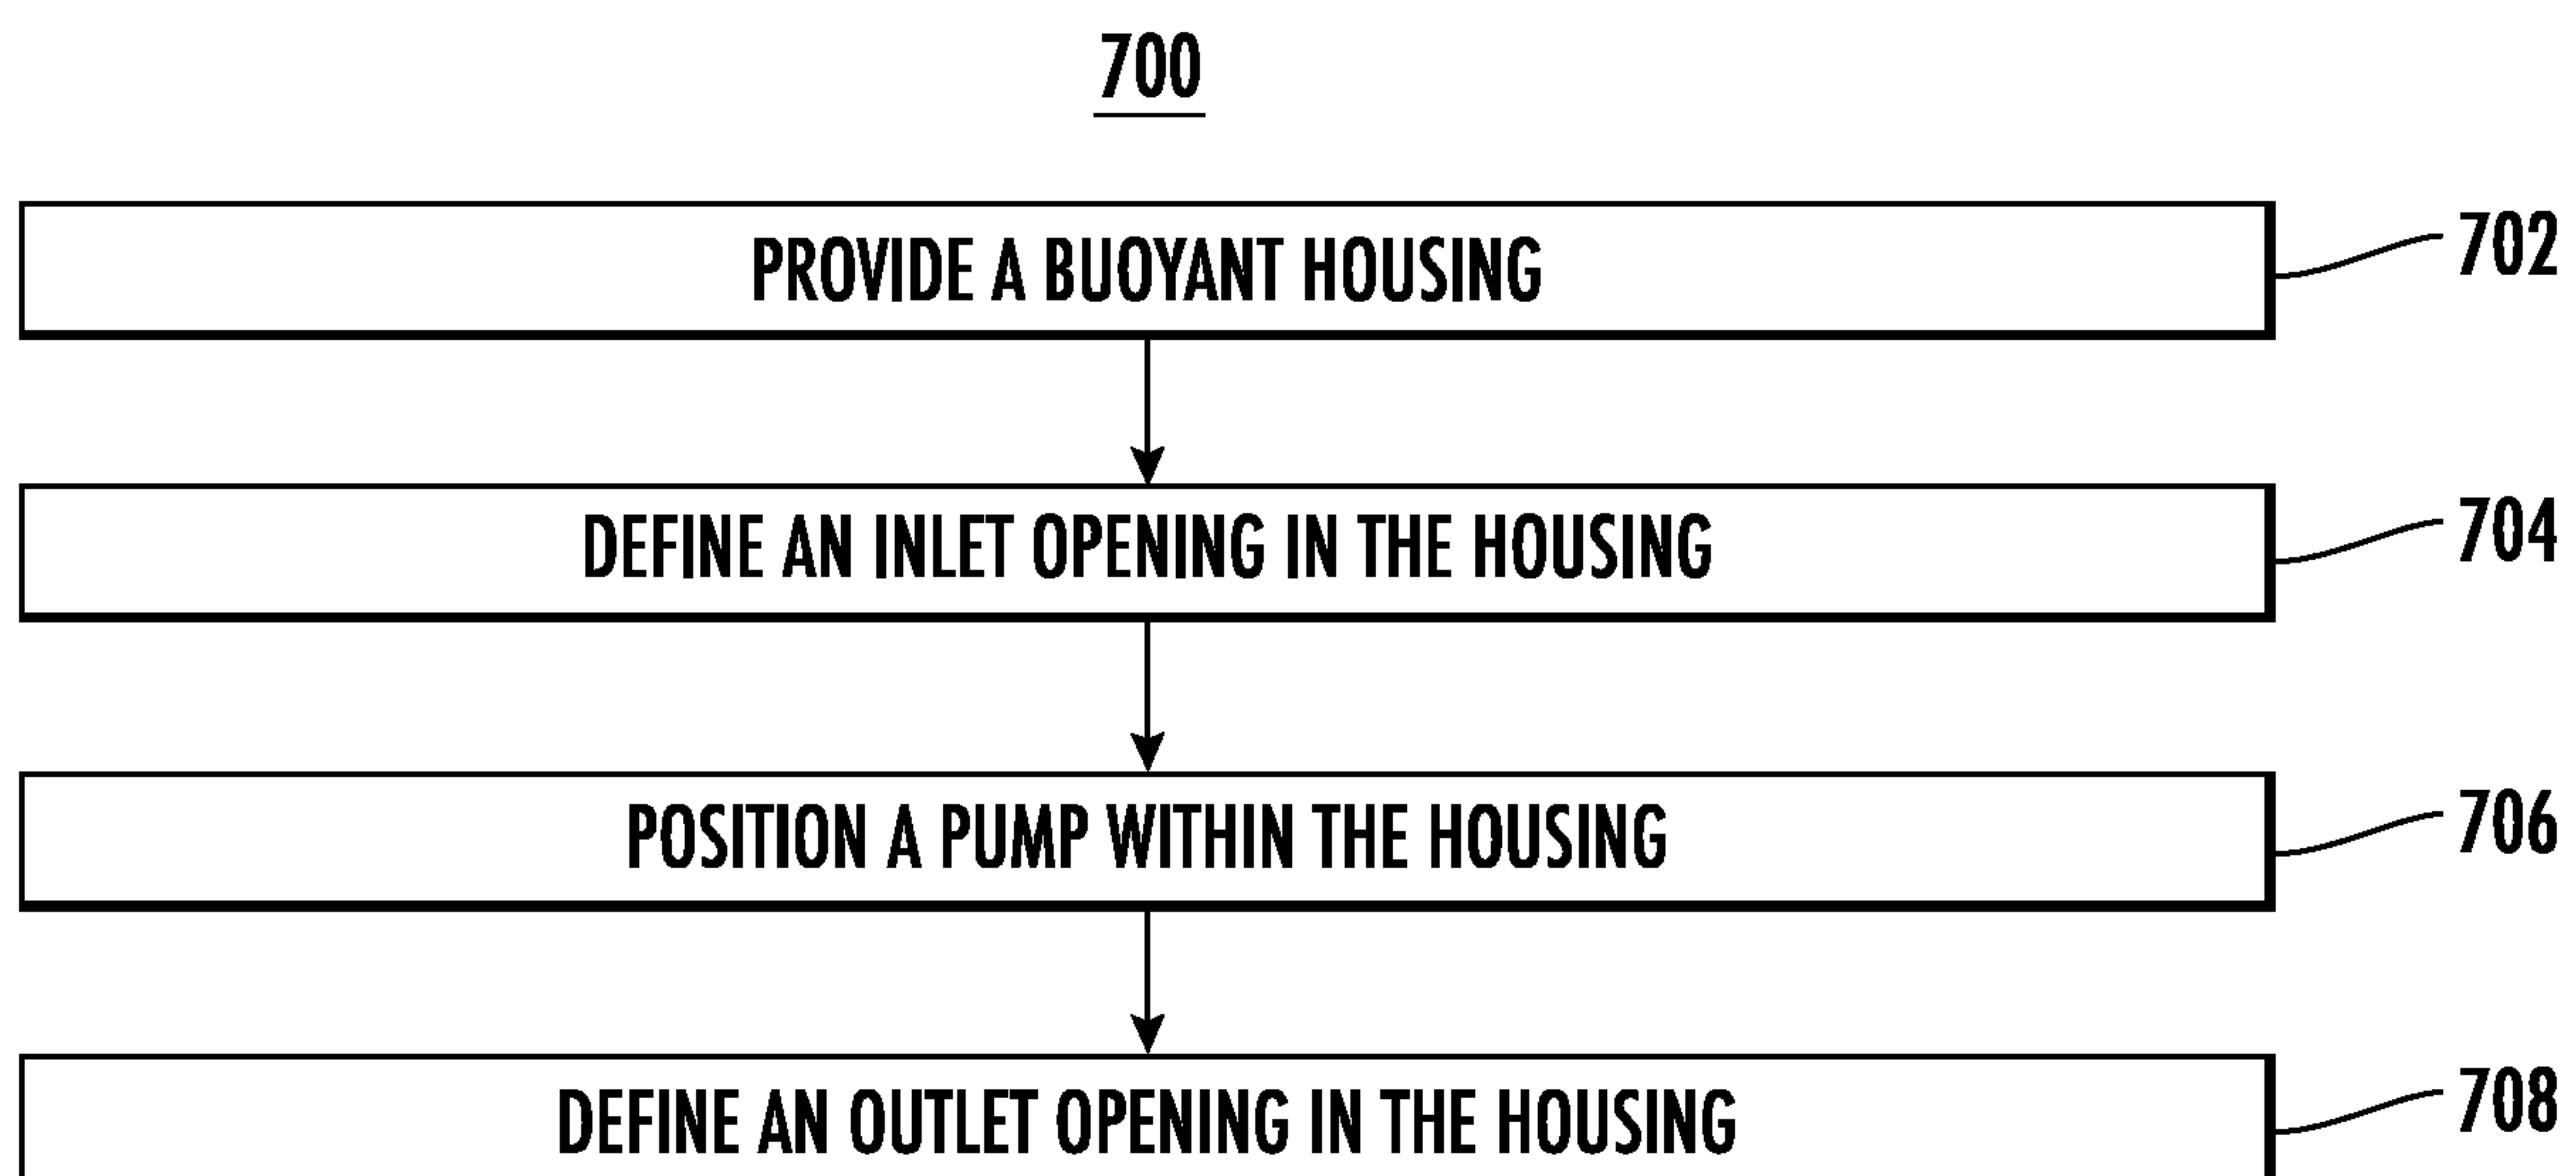 700
PROVIDE A BUOYANT HOUSING
702
DEFINE AN INLET OPENING IN THE HOUSING
704
POSITION A PUMP WITHIN THE HOUSING
706
DEFINE AN OUTLET OPENING IN THE HOUSING
708